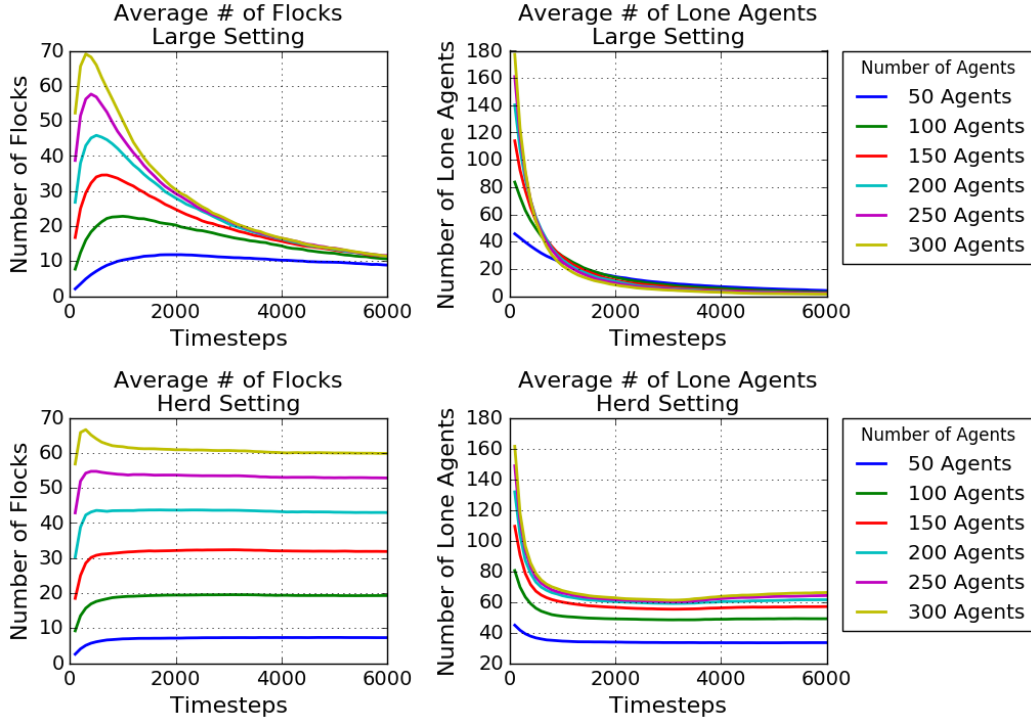 Average # of Flocks
Large Setting
Number of Flocks
70
60
50
40
30
20
10
0
0 2000 4000 6000
Timesteps
Average # of Lone Agents
Large Setting
Number of Lone Agents
180
160
140
120
100
80
60
40
20
0
0 2000 4000 6000
Timesteps
Number of Agents
50 Agents
100 Agents
150 Agents
200 Agents
250 Agents
300 Agents
Average # of Flocks
Herd Setting
Number of Flocks
70
60
50
40
30
20
10
0
0 2000 4000 6000
Timesteps
Average # of Lone Agents
Herd Setting
Number of Lone Agents
180
160
140
120
100
80
60
40
20
0 2000 4000 6000
Timesteps
Number of Agents
50 Agents
100 Agents
150 Agents
200 Agents
250 Agents
300 Agents